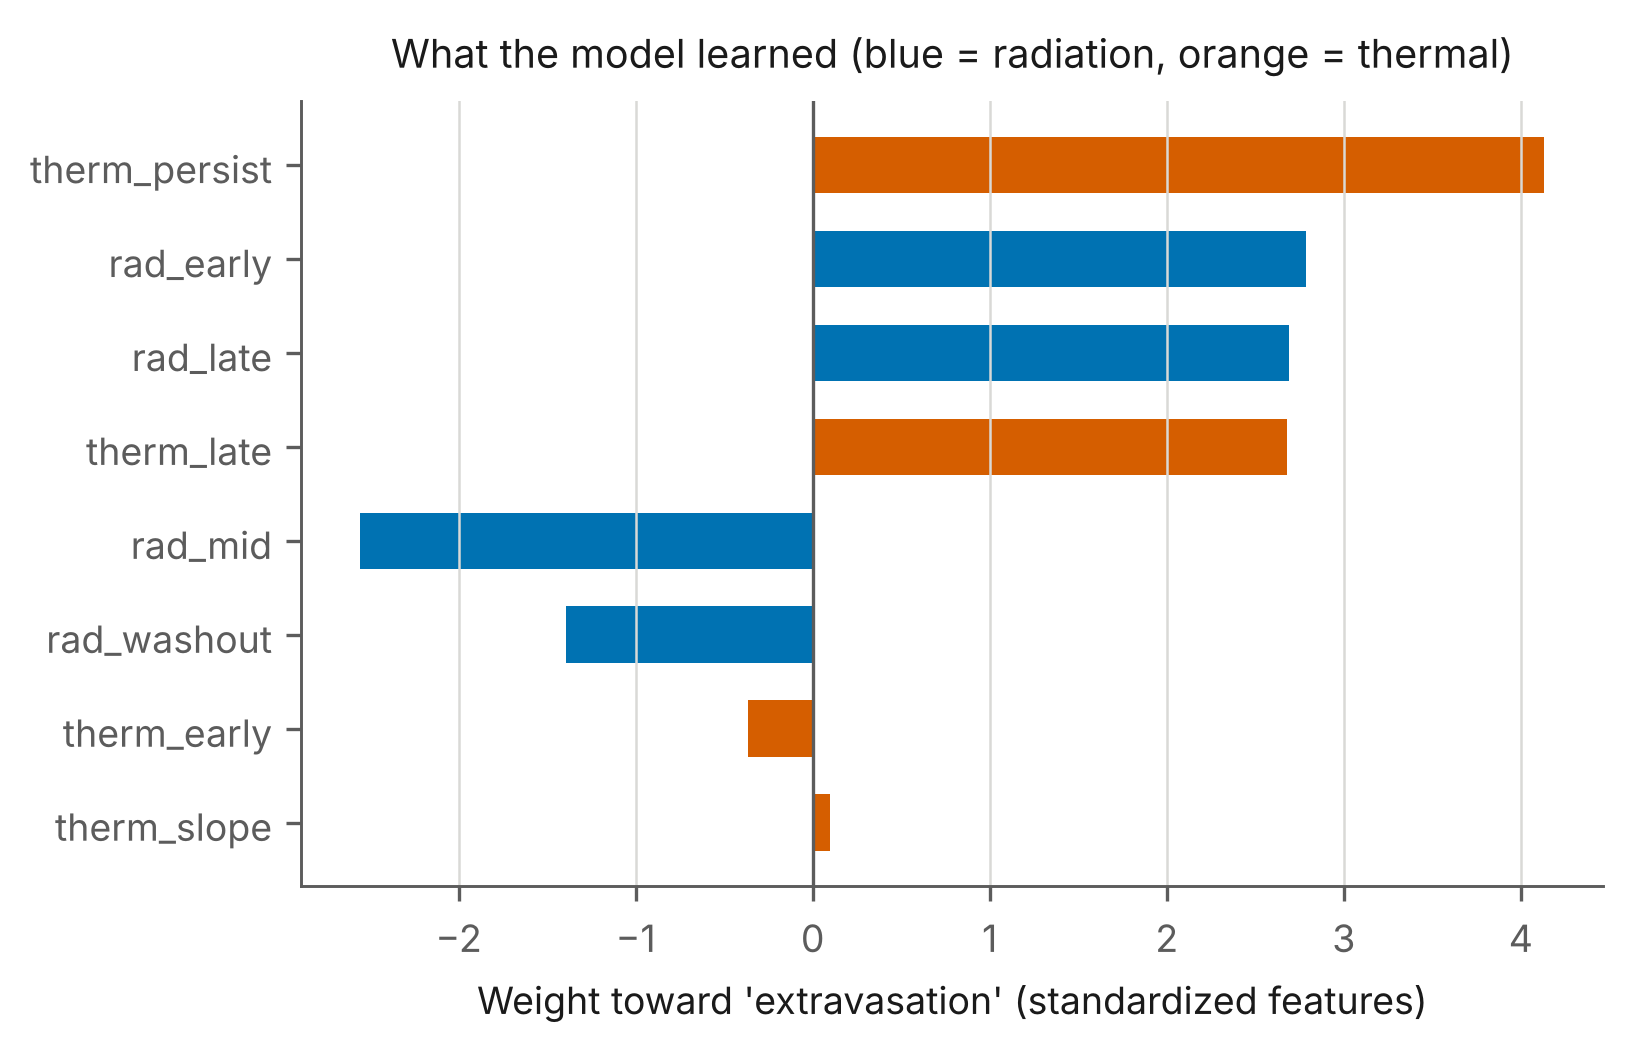 What the model learned (blue = radiation, orange = thermal)
therm_persist
rad_early
rad_late
therm_late
rad_mid
rad_washout
therm_early
therm_slope
−2 −1 0 1 2 3 4
Weight toward 'extravasation' (standardized features)